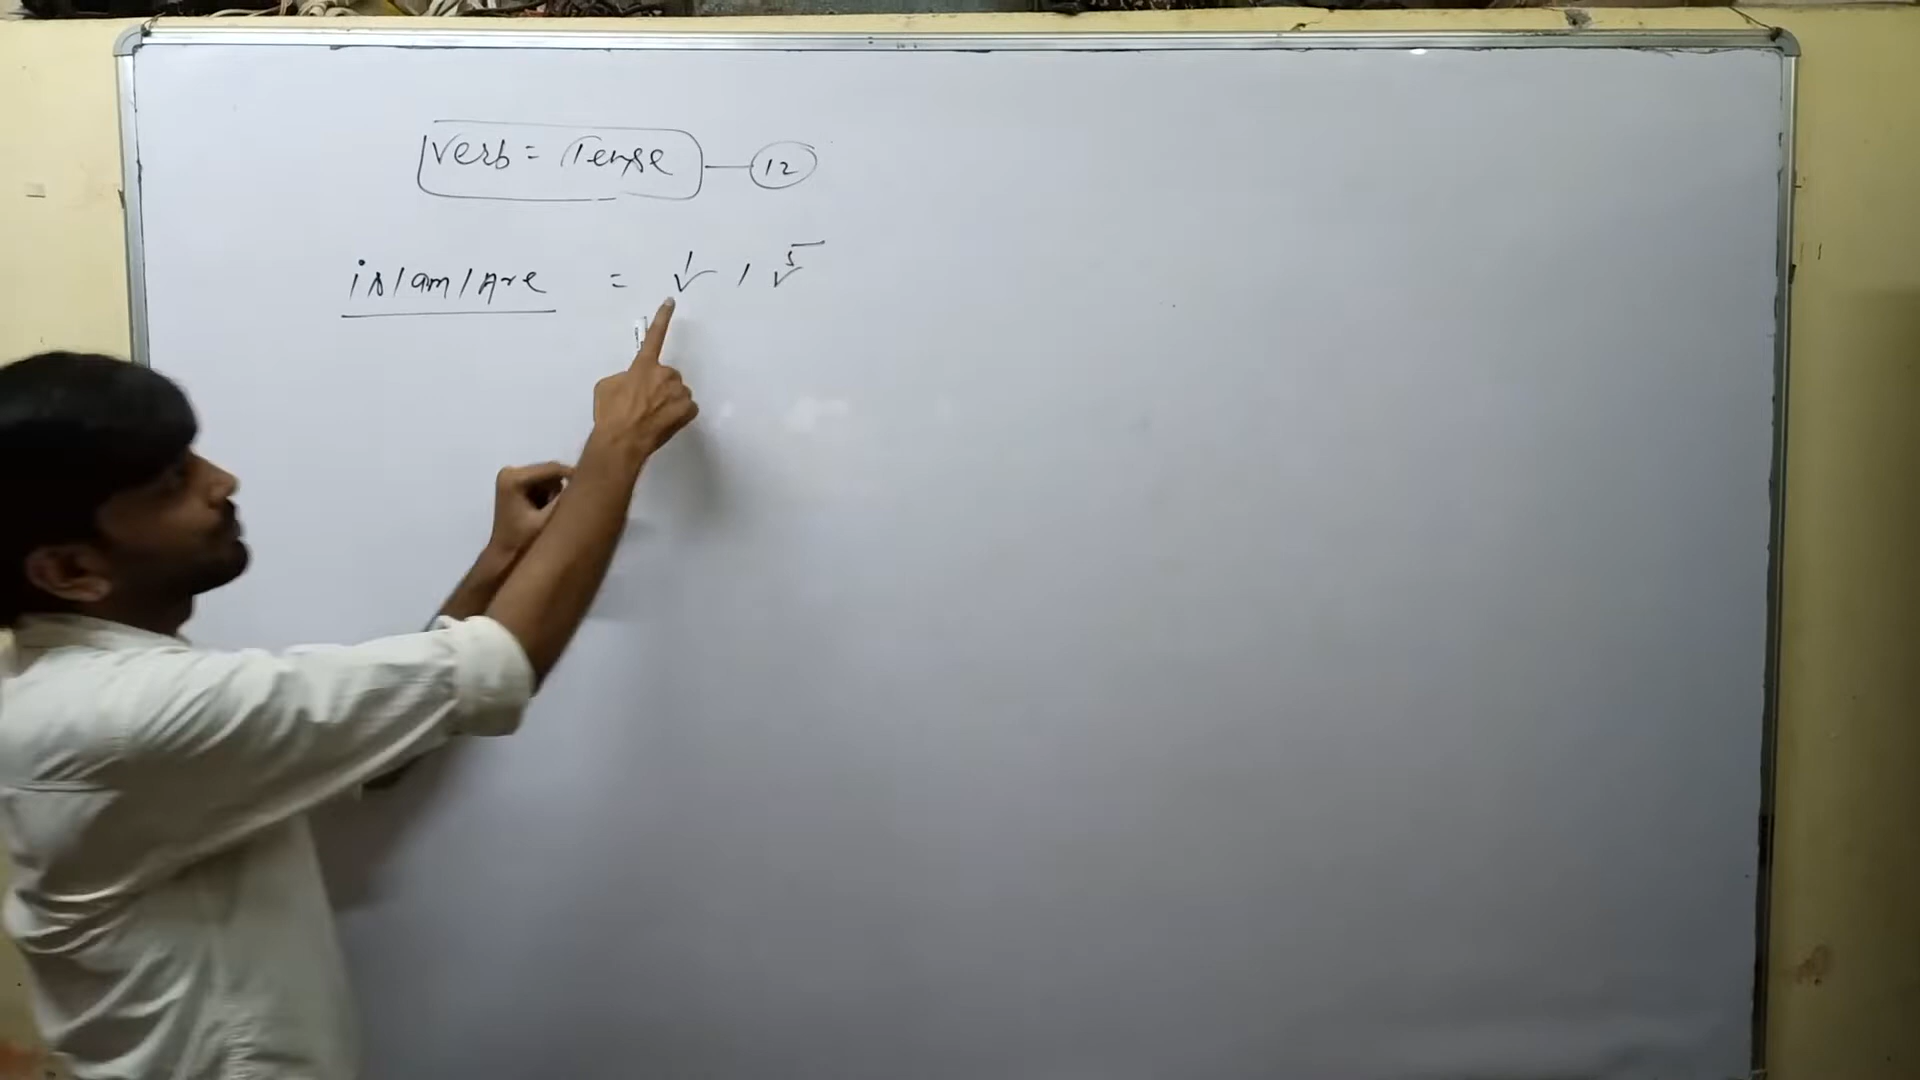 Verb = Tense — 12
is/am/Are = V¹ / V⁵